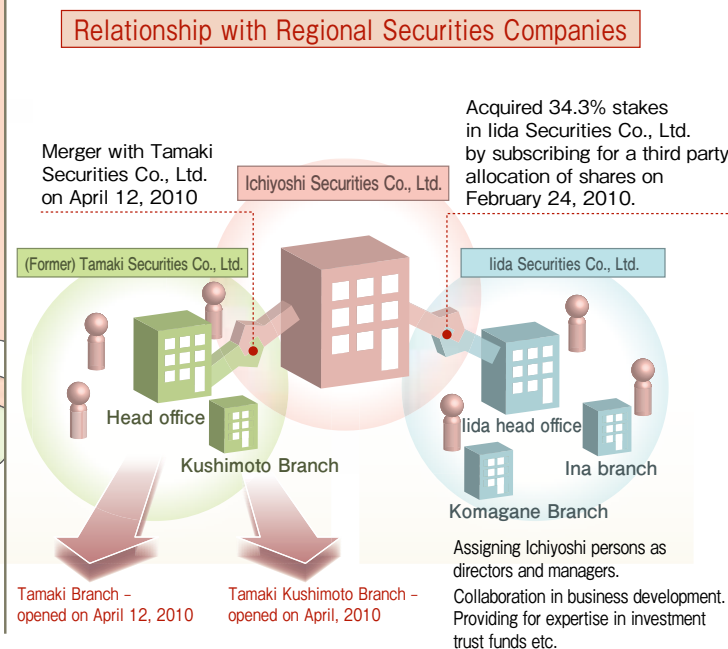 Relationship with Regional Securities Companies
Merger with Tamaki
Securities Co., Ltd.
on April 12, 2010
Ichiyoshi Securities Co., Ltd.
Acquired 34.3% stakes
in Iida Securities Co., Ltd.
by subscribing for a third party
allocation of shares on
February 24, 2010.
(Former) Tamaki Securities Co., Ltd.
Iida Securities Co., Ltd.
Head office
Kushimoto Branch
Iida head office
Ina branch
Komagane Branch
Tamaki Branch –
opened on April 12, 2010
Tamaki Kushimoto Branch –
opened on April, 2010
Assigning Ichiyoshi persons as
directors and managers.
Collaboration in business development.
Providing for expertise in investment
trust funds etc.